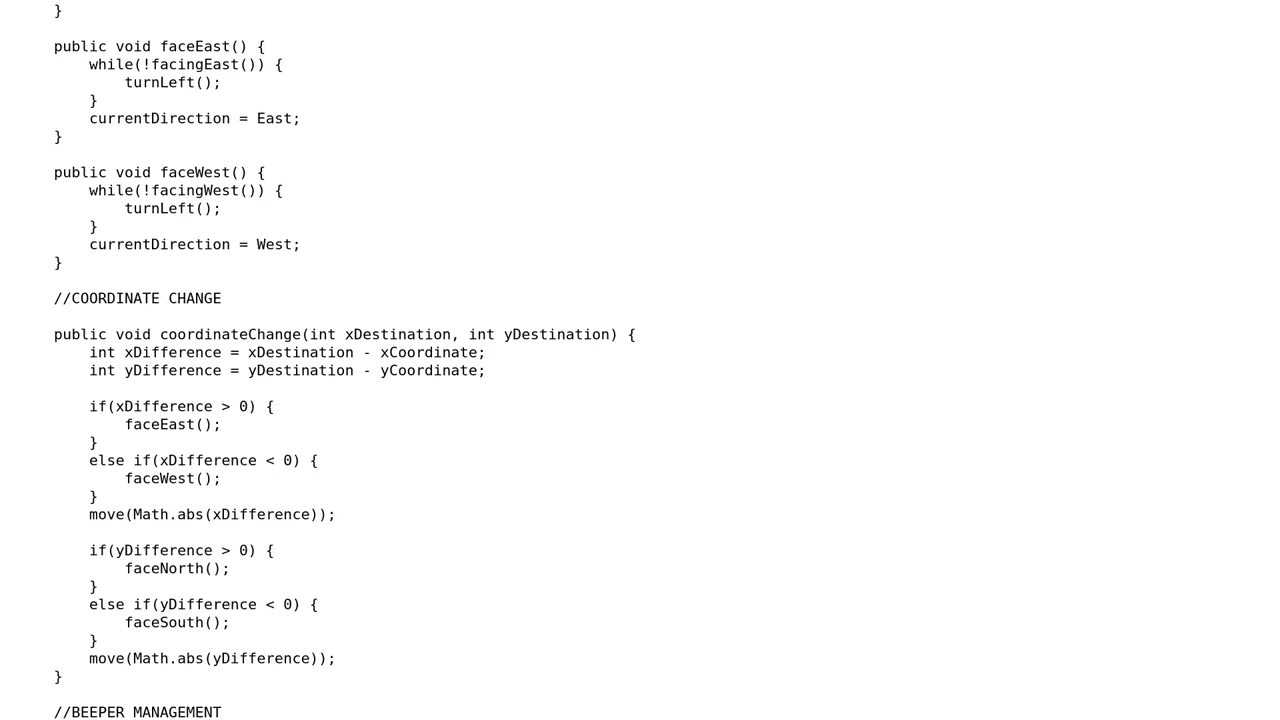 }
public void faceEast() {
while(!facingEast()) {
turnLeft();
}
currentDirection = East;
}
public void faceWest() {
while(!facingWest()) {
turnLeft();
}
currentDirection = West;
}
//COORDINATE CHANGE
public void coordinateChange(int xDestination, int yDestination) {
int xDifference = xDestination - xCoordinate;
int yDifference = yDestination - yCoordinate;
if(xDifference > 0) {
faceEast();
}
else if(xDifference < 0) {
faceWest();
}
move(Math.abs(xDifference));
if(yDifference > 0) {
faceNorth();
}
else if(yDifference < 0) {
faceSouth();
}
move(Math.abs(yDifference));
}
//BEEPER MANAGEMENT